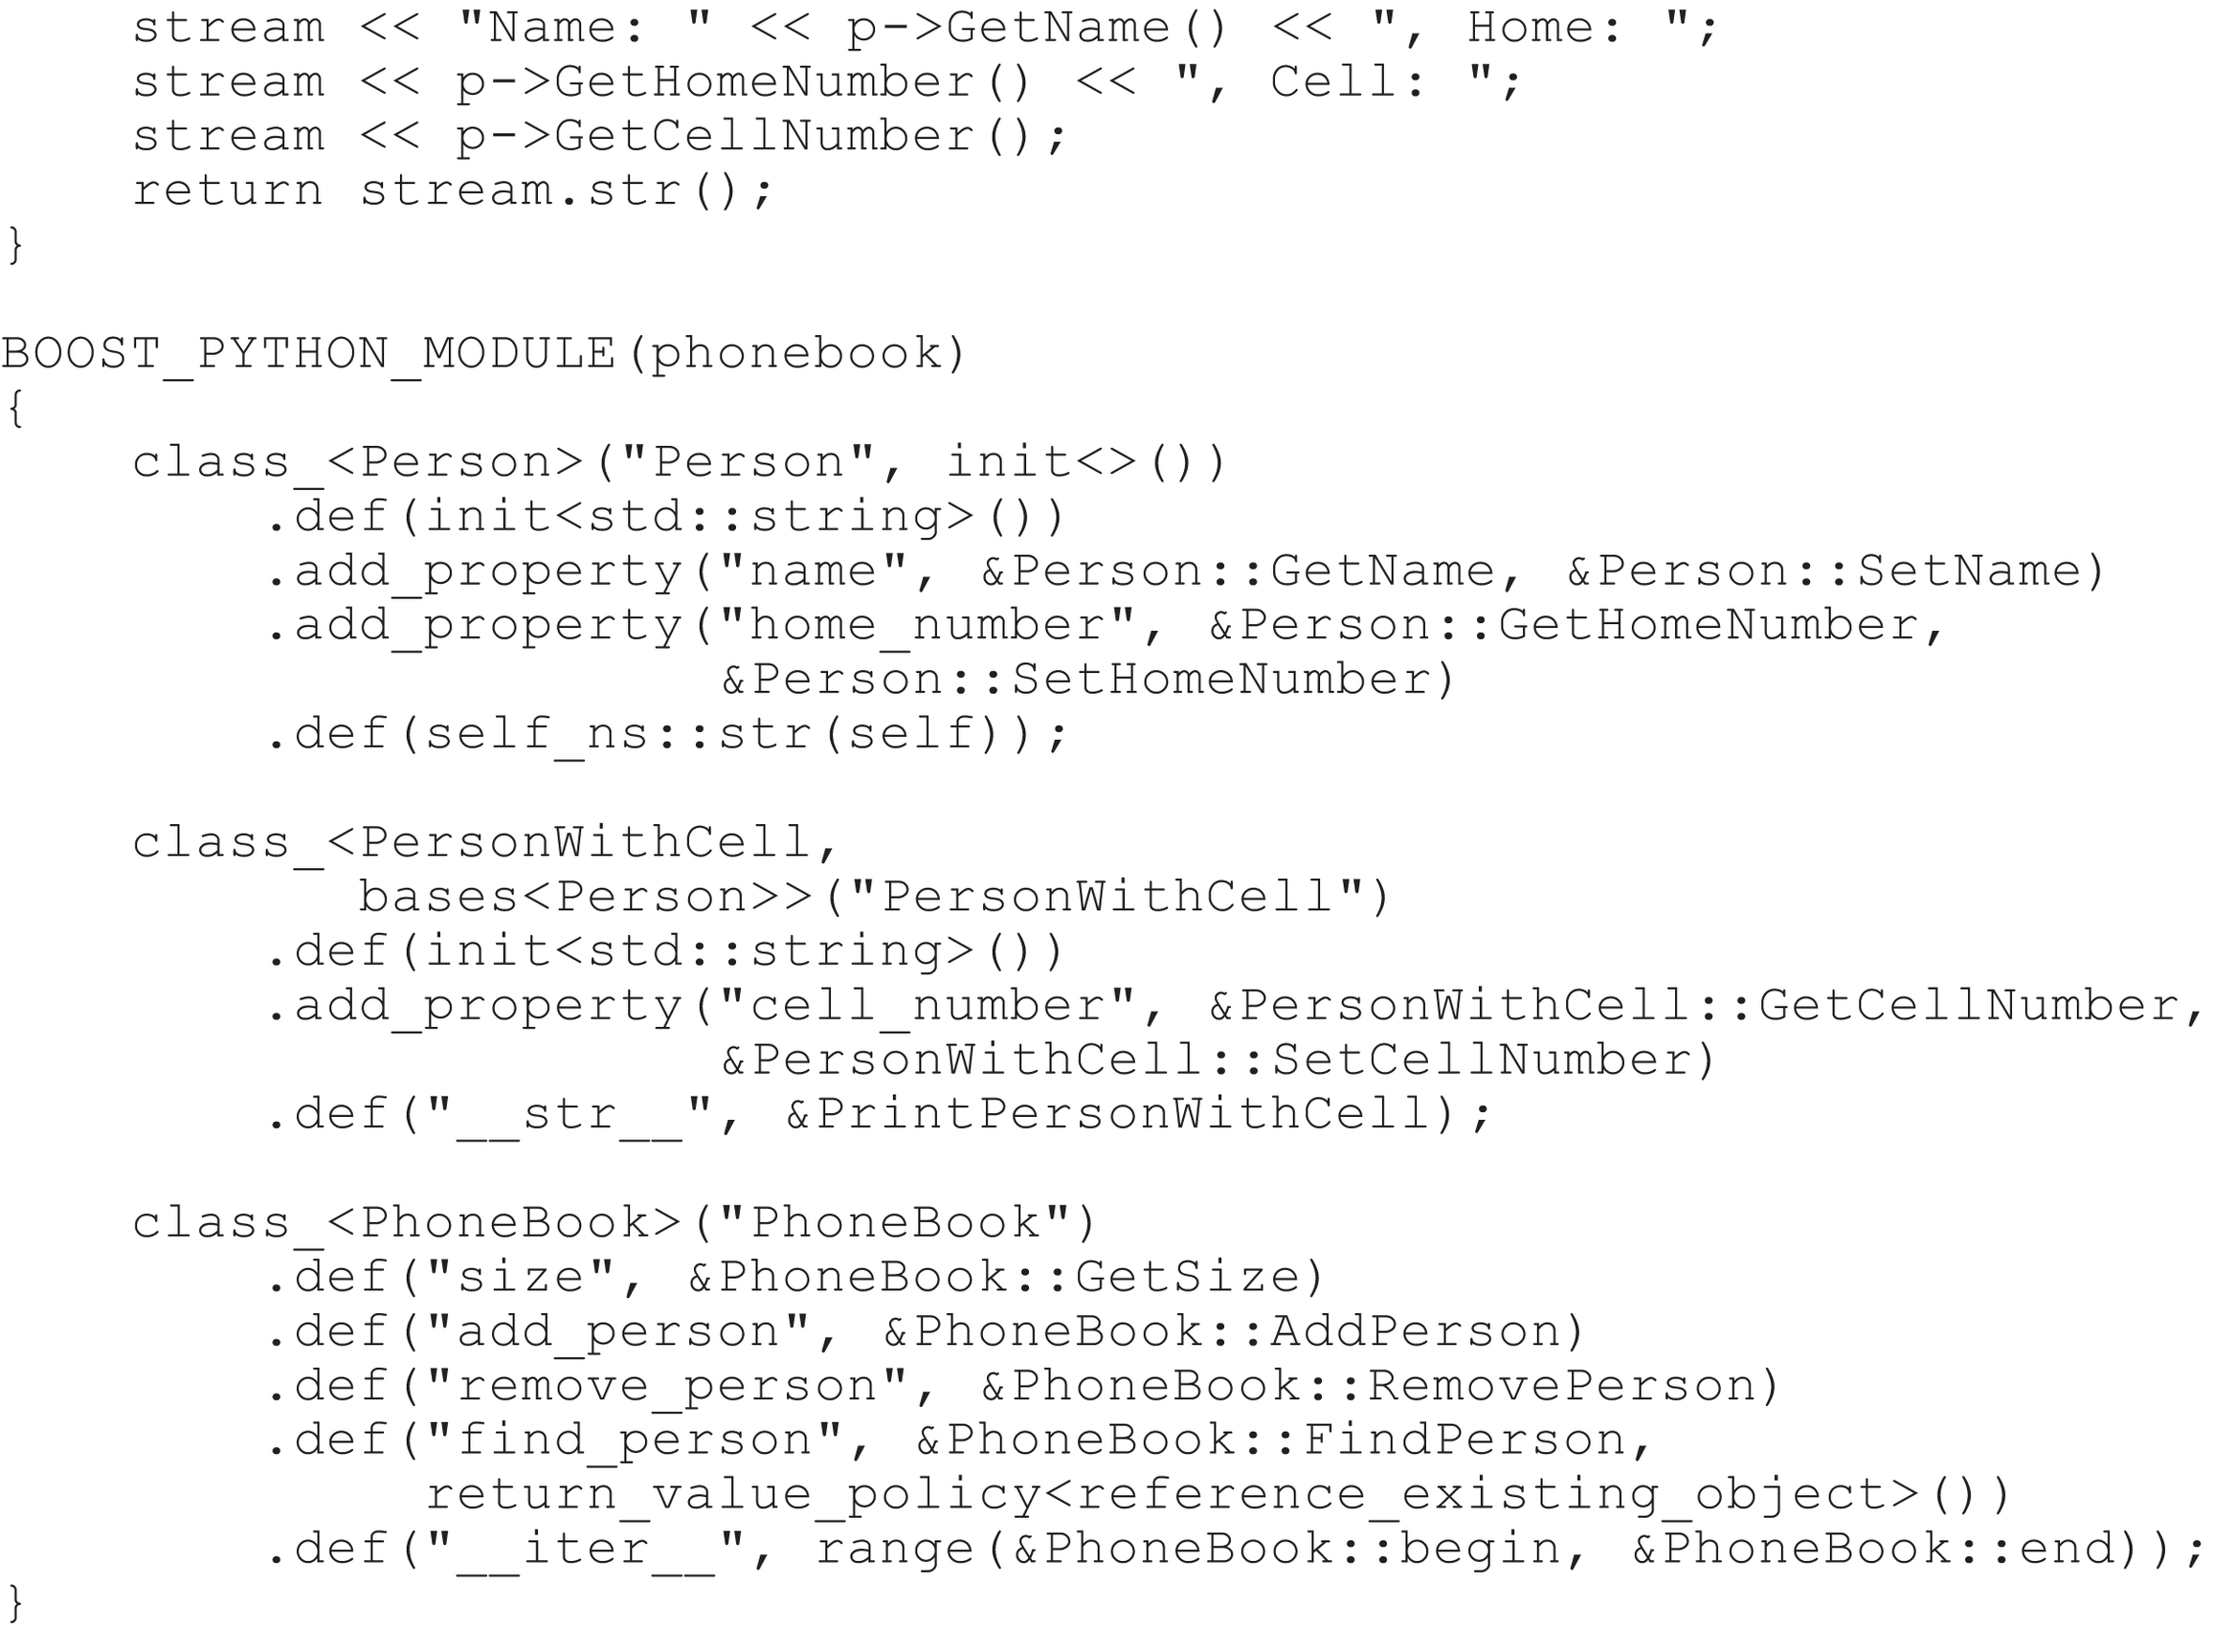 stream << "Name: " << p->GetName() << ", Home: ";
    stream << p->GetHomeNumber() << ", Cell: ";
    stream << p->GetCellNumber();
    return stream.str();
}

BOOST_PYTHON_MODULE(phonebook)
{
    class_<Person>("Person", init<>())
        .def(init<std::string>())
        .add_property("name", &Person::GetName, &Person::SetName)
        .add_property("home_number", &Person::GetHomeNumber,
                      &Person::SetHomeNumber)
        .def(self_ns::str(self));

    class_<PersonWithCell,
           bases<Person>>("PersonWithCell")
        .def(init<std::string>())
        .add_property("cell_number", &PersonWithCell::GetCellNumber,
                      &PersonWithCell::SetCellNumber)
        .def("__str__", &PrintPersonWithCell);

    class_<PhoneBook>("PhoneBook")
        .def("size", &PhoneBook::GetSize)
        .def("add_person", &PhoneBook::AddPerson)
        .def("remove_person", &PhoneBook::RemovePerson)
        .def("find_person", &PhoneBook::FindPerson,
             return_value_policy<reference_existing_object>())
        .def("__iter__", range(&PhoneBook::begin, &PhoneBook::end));
}